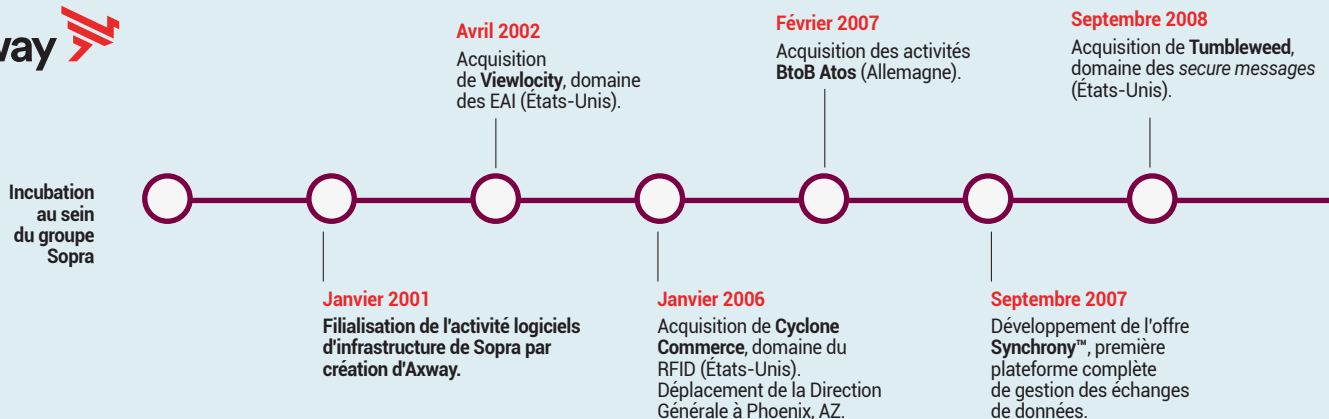 way
Avril 2002
Acquisition
de Viewlocity, domaine
des EAI (États-Unis).
Février 2007
Acquisition des activités
BtoB Atos (Allemagne).
Septembre 2008
Acquisition de Tumbleweed,
domaine des secure messages
(États-Unis).
Incubation
au sein
du groupe
Sopra
Janvier 2001
Filialisation de l'activité logiciels
d'infrastructure de Sopra par
création d'Axway.
Janvier 2006
Acquisition de Cyclone
Commerce, domaine du
RFID (États-Unis).
Déplacement de la Direction
Générale à Phoenix, AZ.
Septembre 2007
Développement de l'offre
Synchrony™, première
plateforme complète
de gestion des échanges
de données.